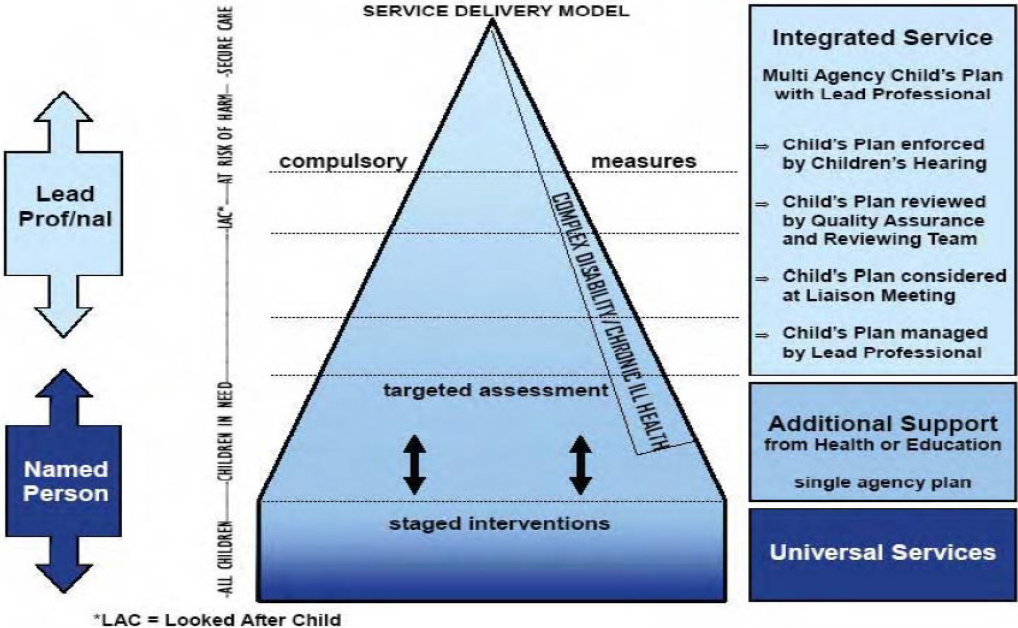 SERVICE DELIVERY MODEL
Lead
Prof/nal
Named
Person
-ALL CHILDREN—
—CHILDREN IN NEED
LAC*
AT RISK OF HARM—
-SECURE CARE
compulsory
measures
COMPLEX DISABILITY/CHRONIC ILL HEALTH
targeted assessment
staged interventions
Integrated Service
Multi Agency Child's Plan
with Lead Professional
⇒ Child's Plan enforced
by Children's Hearing
⇒ Child's Plan reviewed
by Quality Assurance
and Reviewing Team
⇒ Child's Plan considered
at Liaison Meeting
⇒ Child's Plan managed
by Lead Professional
Additional Support
from Health or Education
single agency plan
Universal Services
*LAC = Looked After Child